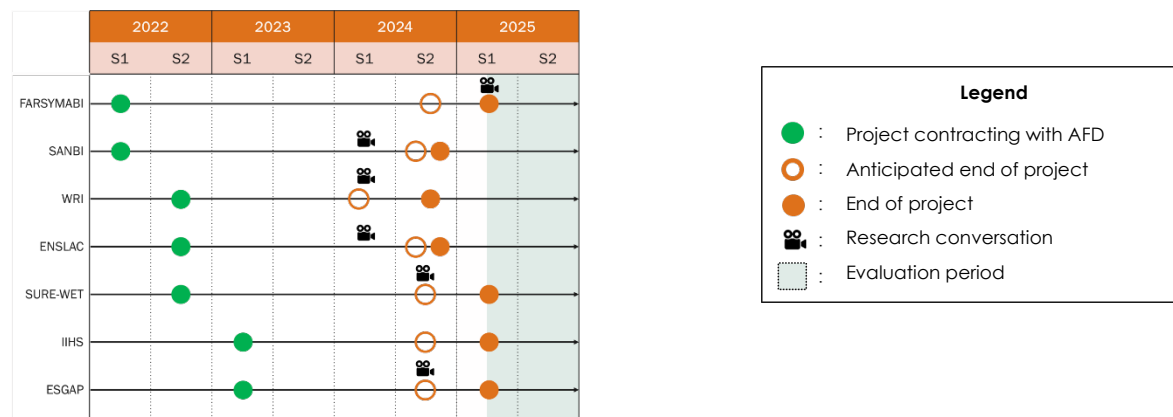 2022 2023 2024 2025
S1 S2 S1 S2 S1 S2 S1 S2
FARSYMABI
SANBI
WRI
ENSLAC
SURE-WET
IIHS
ESGAP
Legend
: Project contracting with AFD
: Anticipated end of project
: End of project
: Research conversation
: Evaluation period